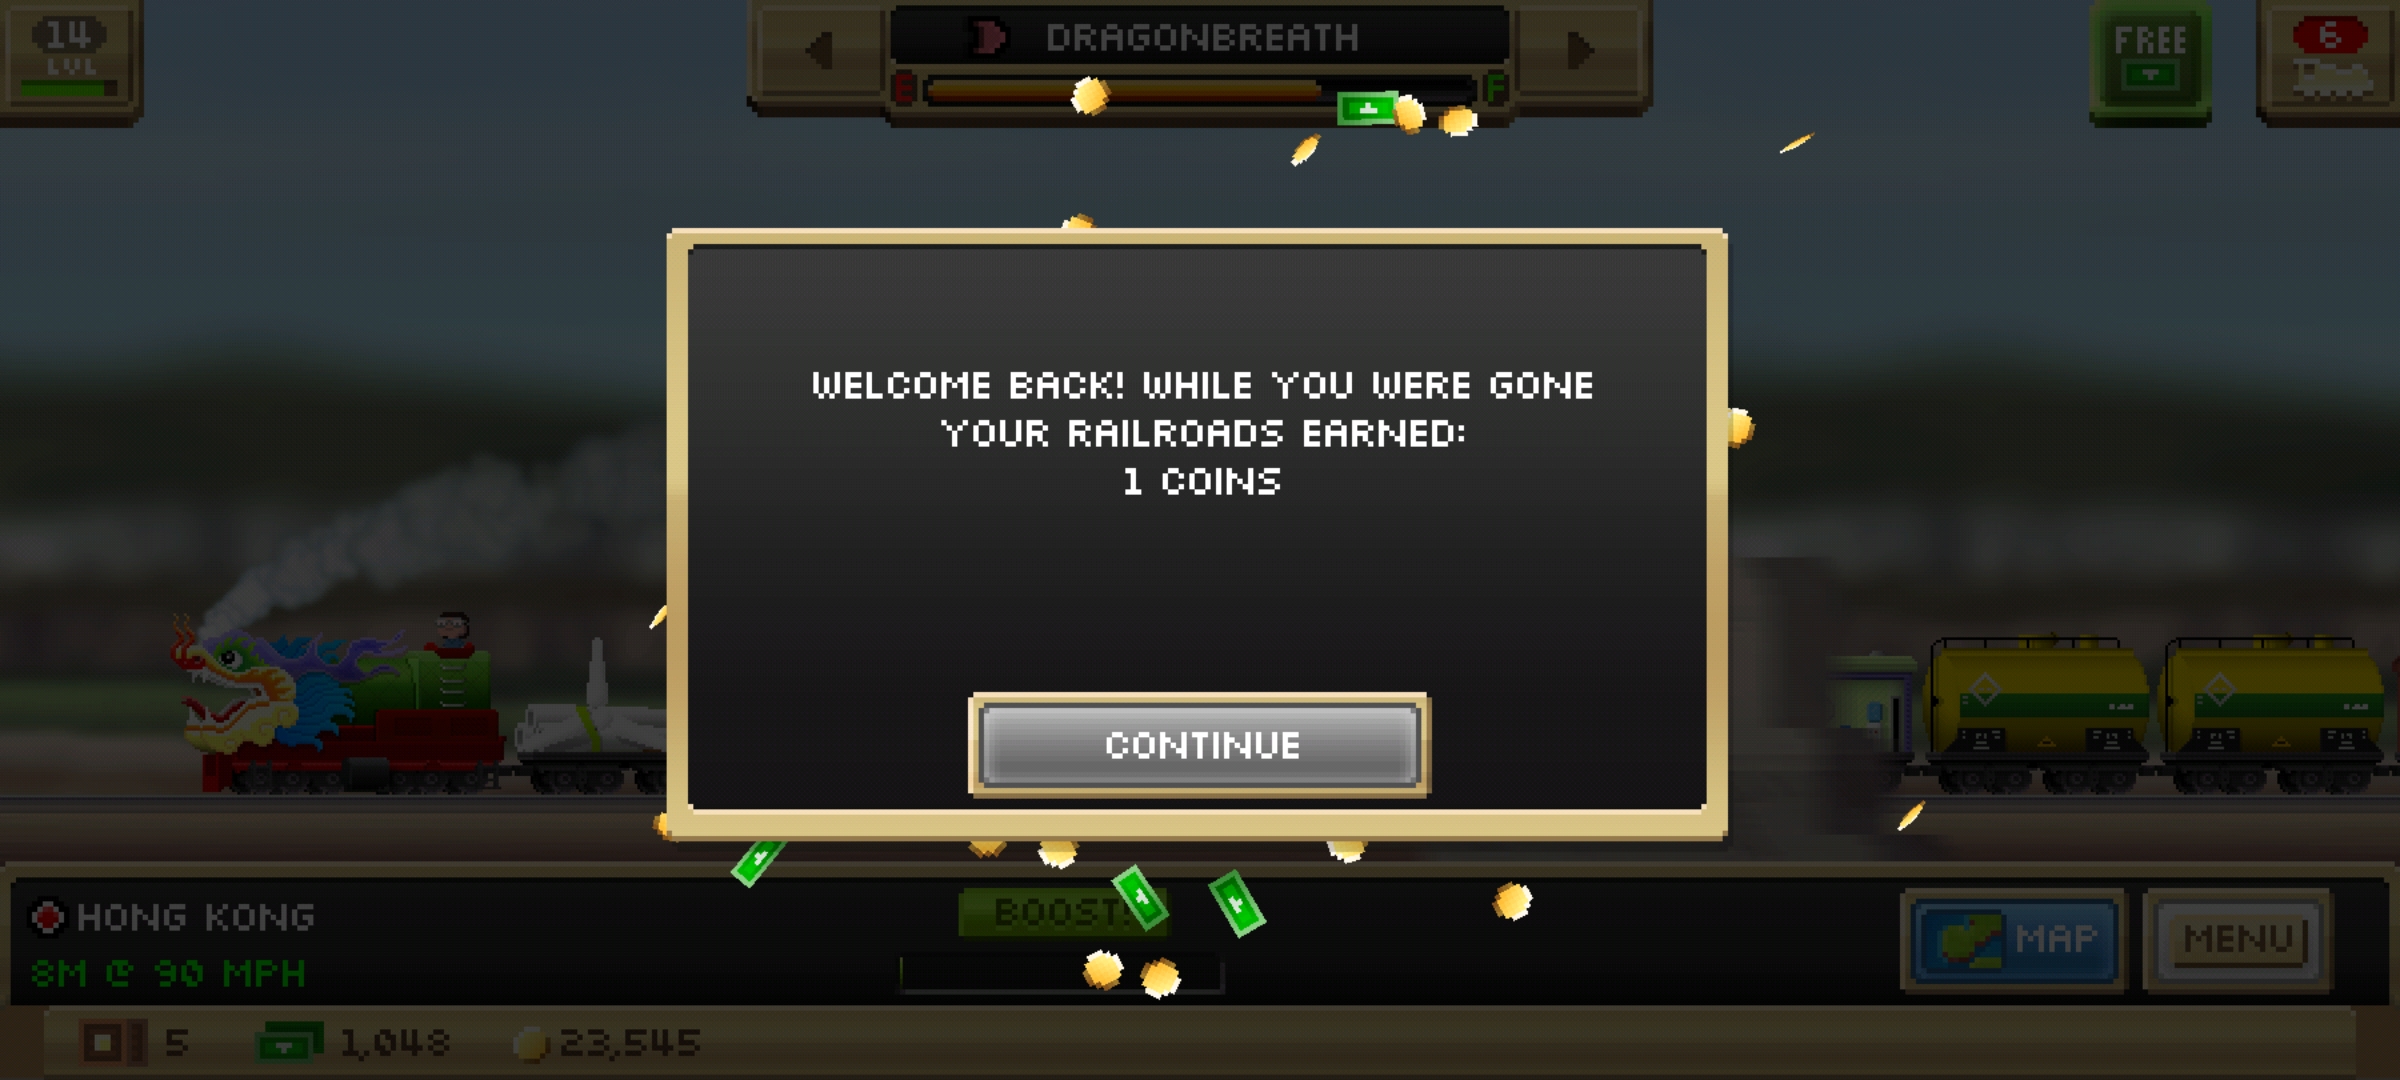 14
LVL
DRAGONBREATH
E F
FREE
6
WELCOME BACK! WHILE YOU WERE GONE
YOUR RAILROADS EARNED:
1 COINS
CONTINUE
HONG KONG
8M @ 90 MPH
BOOST!
MAP
MENU
5 1,048 23,545